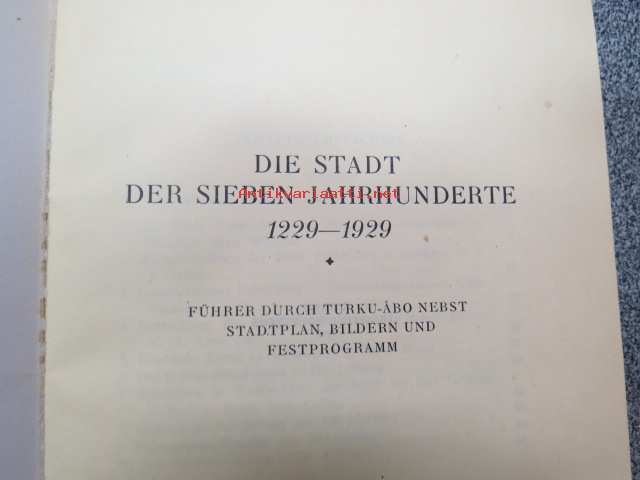 DIE STADT
DER SIEBEN JAHRHUNDERTE
Antikvariaatti.net
1229—1929
FÜHRER DURCH TURKU-ÅBO NEBST
STADTPLAN, BILDERN UND
FESTPROGRAMM